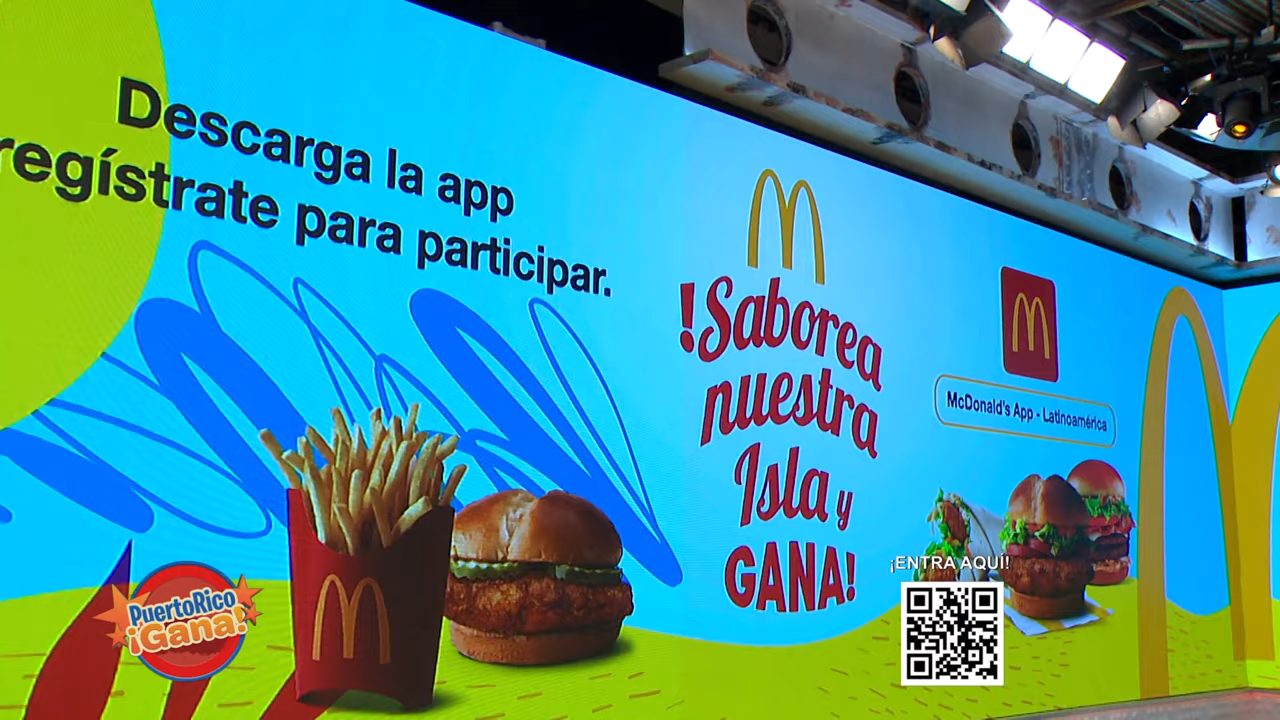 Descarga la app
regístrate para participar.
!Saborea
nuestra
Isla y
GANA!
McDonald's App - Latinoamérica
¡ENTRA AQUÍ!
PuertoRico
¡Gana!